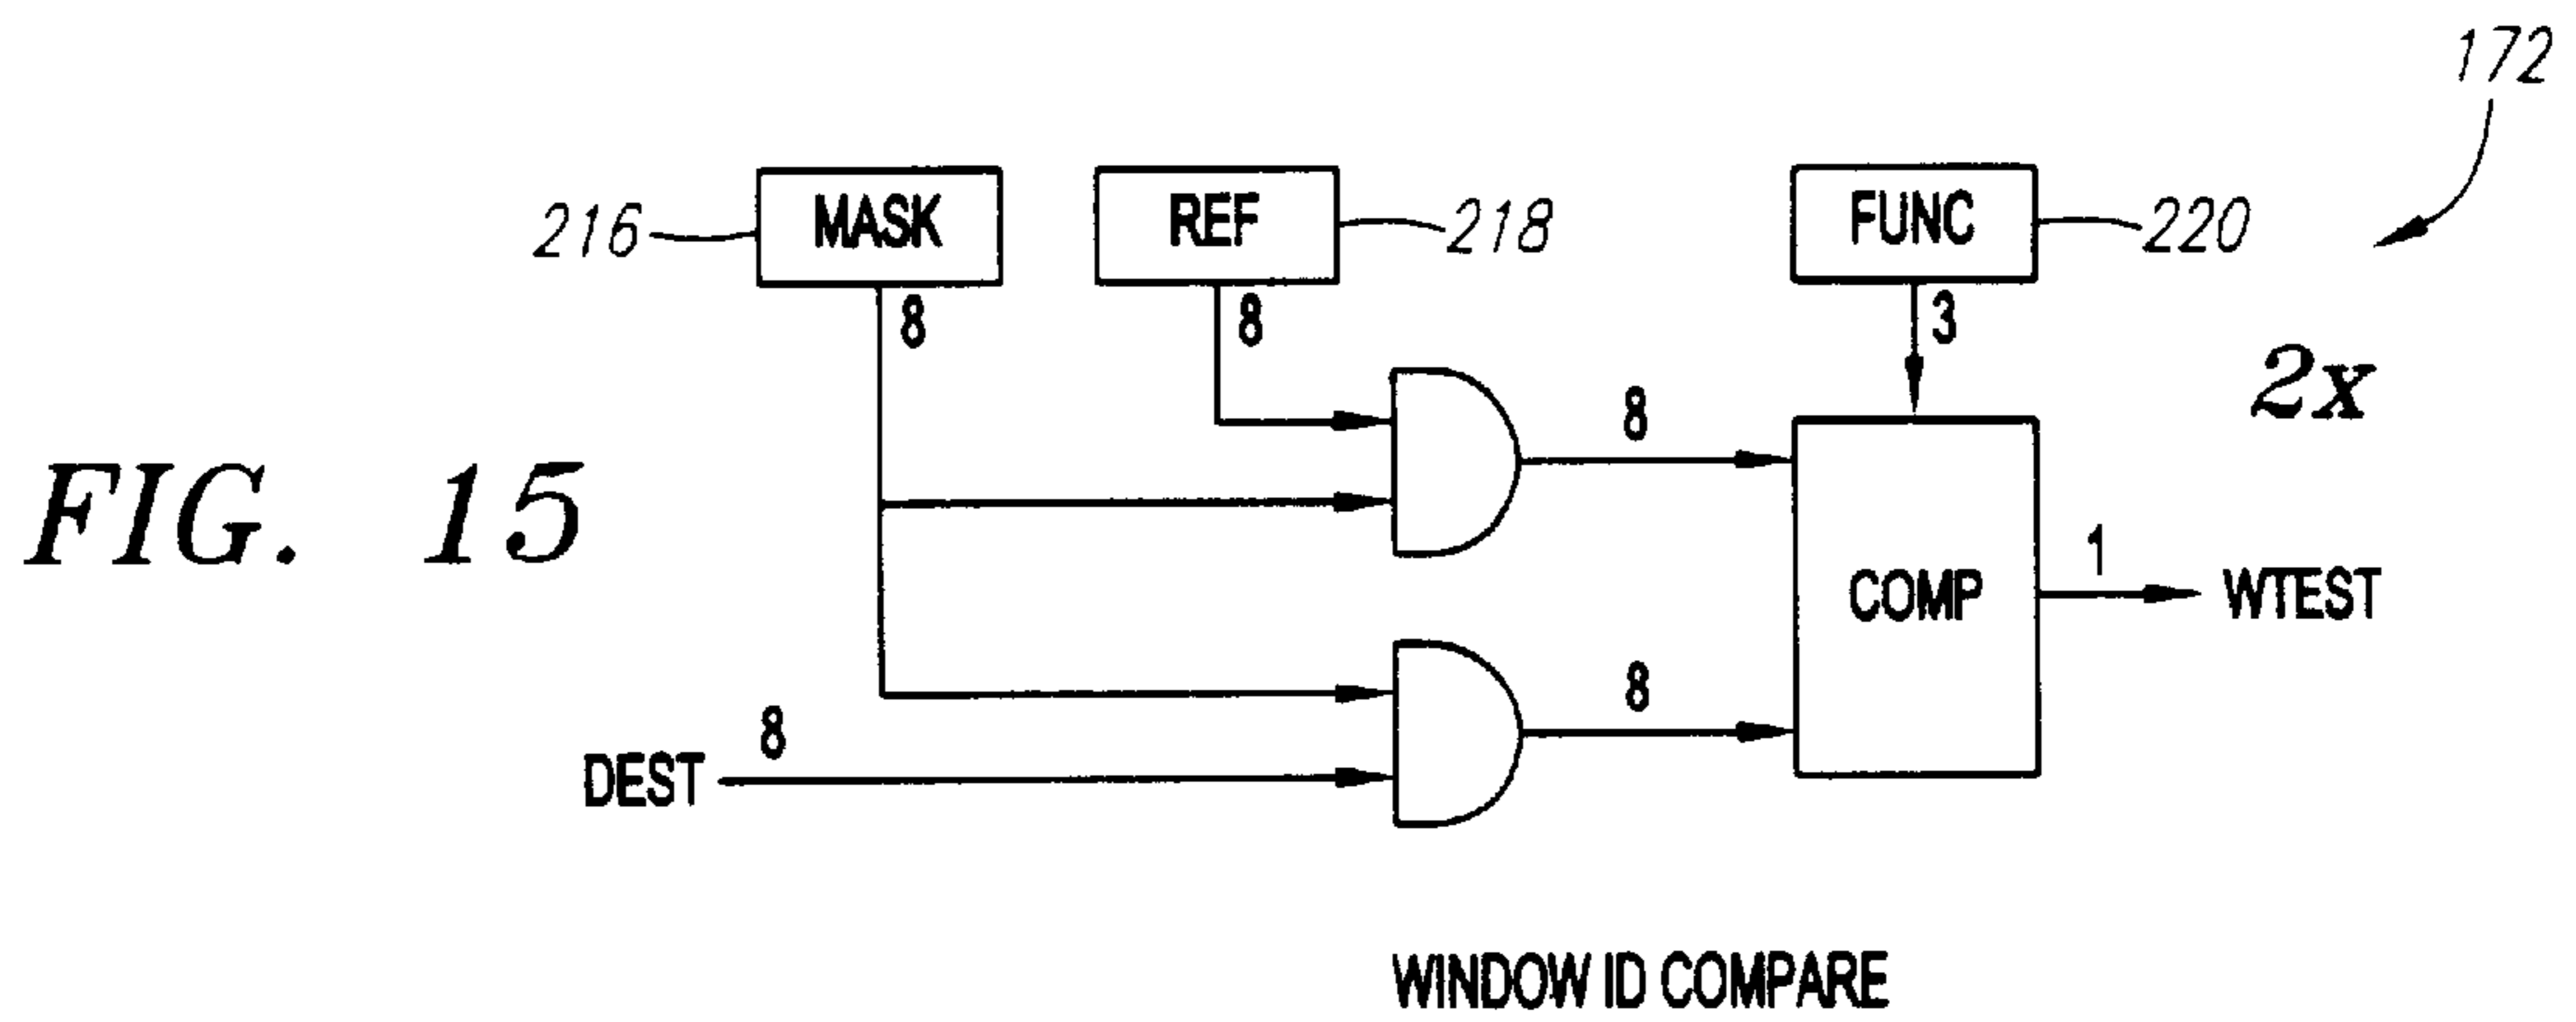 172
216 MASK REF 218 FUNC 220
8 8 3
2x
8
FIG. 15
1
COMP WTEST
8
8
DEST
WINDOW ID COMPARE